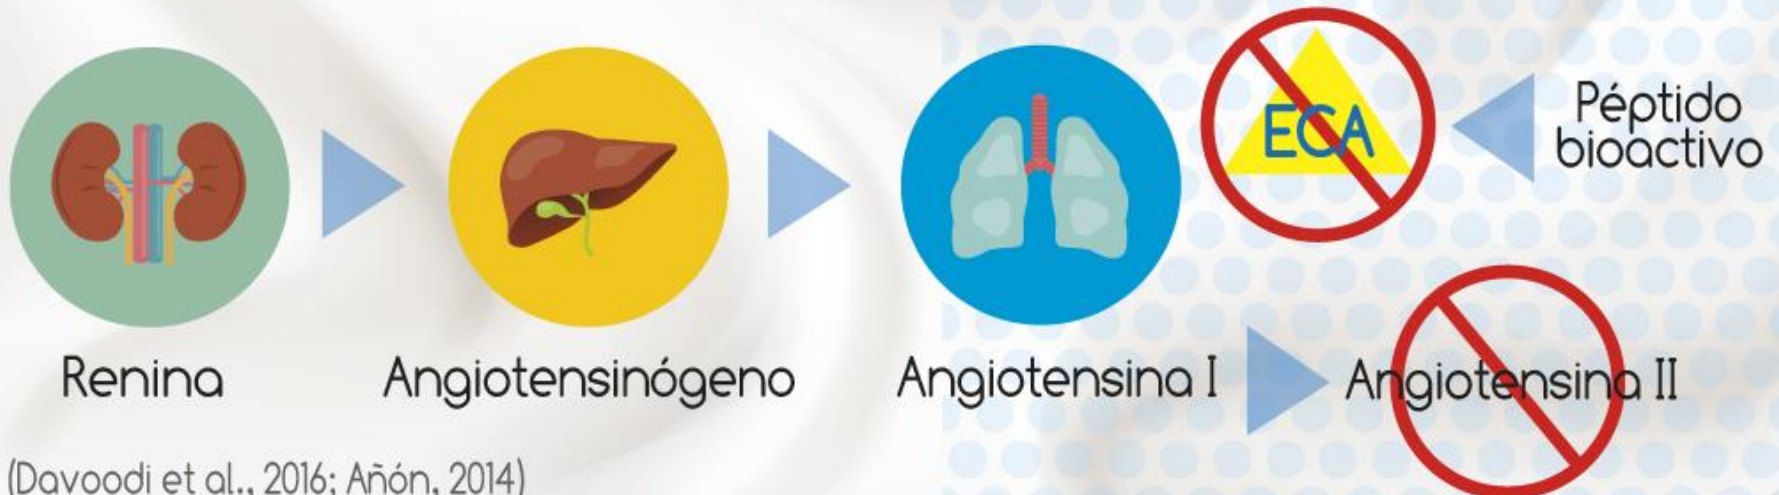 ECA
Péptido
bioactivo
Renina
Angiotensinógeno
Angiotensina I
Angiotensina II
(Davoodi et al., 2016; Añón, 2014)